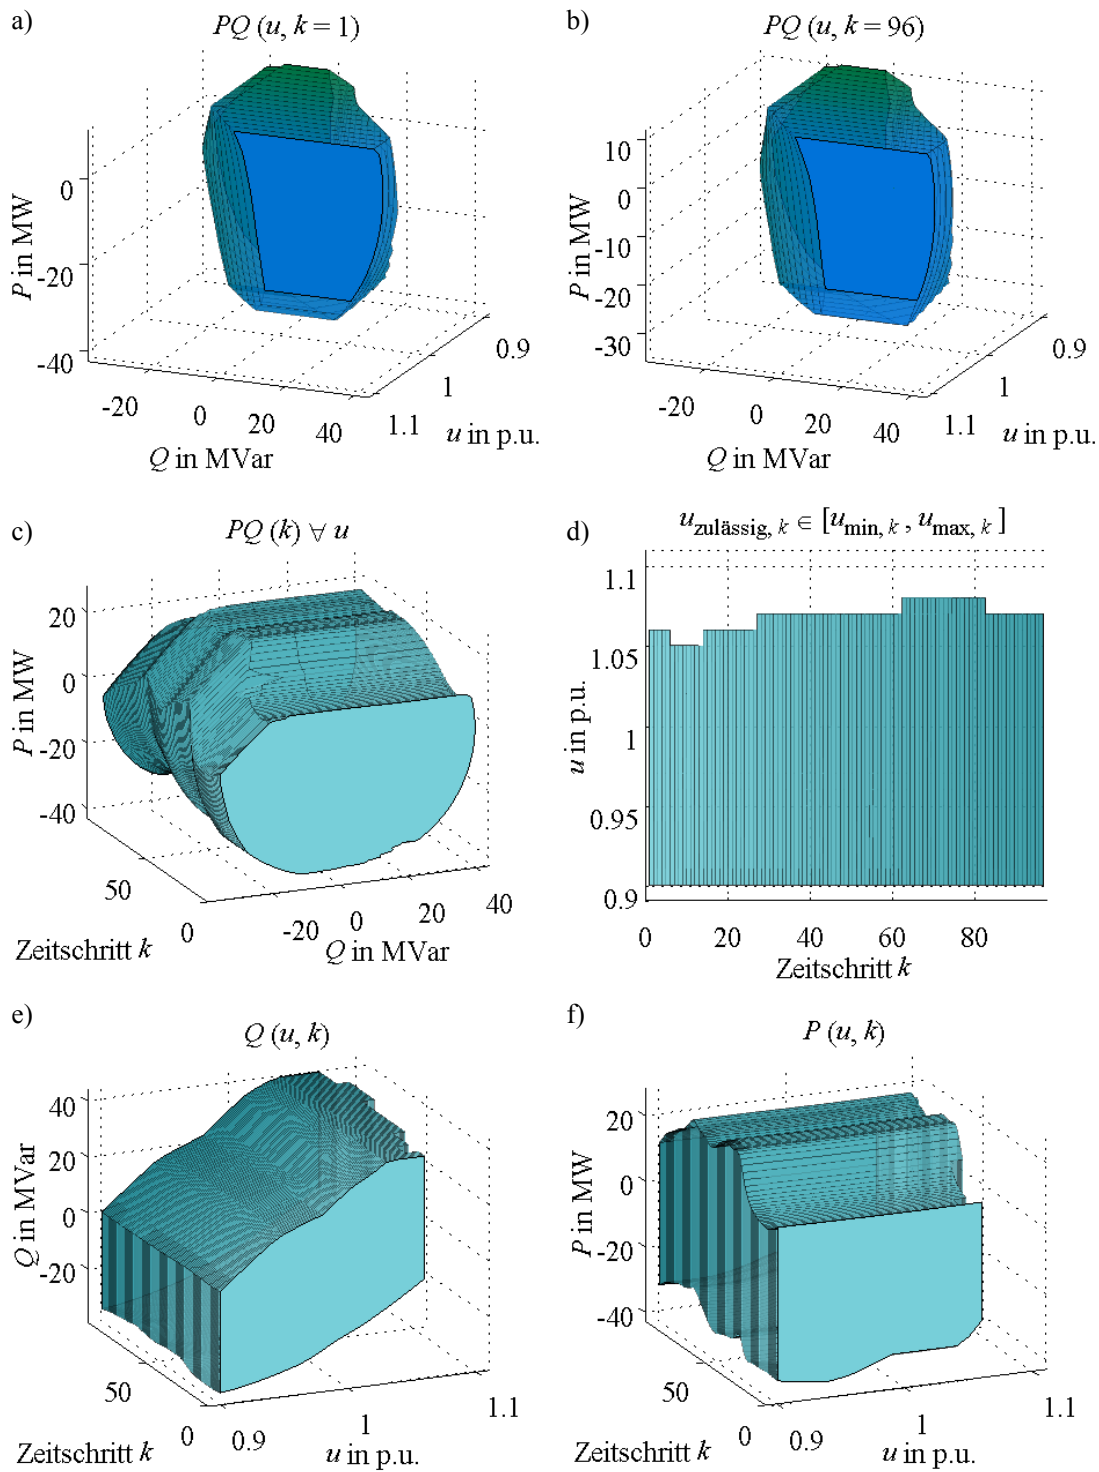 a)
PQ (u, k = 1)
0
-20
-40
P in MW
-20
0
20
40
Q in MVar
1.1
1
0.9
u in p.u.
b)
PQ (u, k = 96)
10
0
-10
-20
-30
P in MW
-20
0
20
40
Q in MVar
1.1
1
0.9
u in p.u.
c)
PQ (k) ∀ u
20
0
-20
-40
P in MW
50
0
Zeitschritt k
-20
0
20
40
Q in MVar
d)
u zulässig, k ∈ [u min, k , u max, k ]
1.1
1.05
1
0.95
0.9
u in p.u.
0
20
40
60
80
Zeitschritt k
e)
Q (u, k)
40
20
0
-20
Q in MVar
50
0
Zeitschritt k
0.9
1
1.1
u in p.u.
f)
P (u, k)
20
0
-20
-40
P in MW
50
0
Zeitschritt k
0.9
1
1.1
u in p.u.